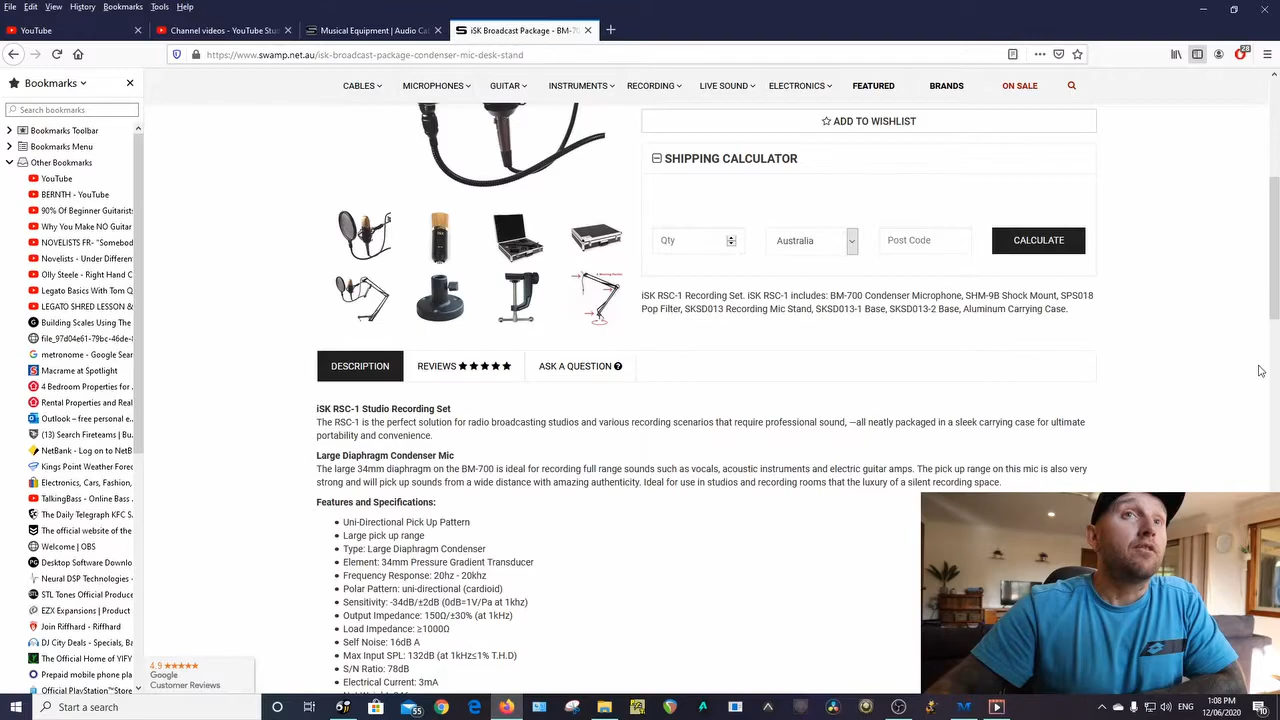 File Edit View History Bookmarks Tools Help
YouTube
Channel videos - YouTube Stu
Musical Equipment | Audio Ca
iSK Broadcast Package - BM-70
https://www.swamp.net.au/isk-broadcast-package-condenser-mic-desk-stand
28
Bookmarks
CABLES MICROPHONES GUITAR INSTRUMENTS RECORDING LIVE SOUND ELECTRONICS FEATURED BRANDS ON SALE
Search bookmarks
Bookmarks Toolbar
Bookmarks Menu
Other Bookmarks
YouTube
BERNTH - YouTube
90% Of Beginner Guitarists
Why You Make NO Guitar
NOVELISTS FR- "Somebod
Novelists - Under Differen
Olly Steele - Right Hand C
Legato Basics With Tom Q
LEGATO SHRED LESSON &
Building Scales Using The
file_97d04e61-79bc-46de-8
metronome - Google Sear
Macrame at Spotlight
4 Bedroom Properties for
Rental Properties and Real
Outlook – free personal e
(13) Search Fireteams | Bu
NetBank - Log on to NetB
Kings Point Weather Forec
Electronics, Cars, Fashion,
TalkingBass - Online Bass
The Daily Telegraph KFC S
The official website of the
Welcome | OBS
Desktop Software Downlo
Neural DSP Technologies -
STL Tones Official Produce
EZX Expansions | Product
Join Riffhard - Riffhard
DJ City Deals - Specials, Ba
The Official Home of YIFY
Prepaid mobile phone pla
Official PlayStation™Store
ADD TO WISHLIST
SHIPPING CALCULATOR
Qty
Australia
Post Code
CALCULATE
iSK RSC-1 Recording Set. iSK RSC-1 includes: BM-700 Condenser Microphone, SHM-9B Shock Mount, SPS018
Pop Filter, SKSD013 Recording Mic Stand, SKSD013-1 Base, SKSD013-2 Base, Aluminum Carrying Case.
DESCRIPTION
REVIEWS
ASK A QUESTION
iSK RSC-1 Studio Recording Set
The RSC-1 is the perfect solution for radio broadcasting studios and various recording scenarios that require professional sound, —all neatly packaged in a sleek carrying case for ultimate
portability and convenience.
Large Diaphragm Condenser Mic
The large 34mm diaphragm on the BM-700 is ideal for recording full range sounds such as vocals, acoustic instruments and electric guitar amps. The pick up range on this mic is also very
strong and will pick up sounds from a wide distance with amazing authenticity. Ideal for use in studios and recording rooms that the luxury of a silent recording space.
Features and Specifications:
Uni-Directional Pick Up Pattern
Large pick up range
Type: Large Diaphragm Condenser
Element: 34mm Pressure Gradient Transducer
Frequency Response: 20hz - 20khz
Polar Pattern: uni-directional (cardioid)
Sensitivity: -34dB/±2dB (0dB=1V/Pa at 1khz)
Output Impedance: 150Ω/±30% (at 1kHz)
Load Impedance: ≥1000Ω
Self Noise: 16dB A
Max Input SPL: 132dB (at 1kHz≤1% T.H.D)
S/N Ratio: 78dB
Electrical Current: 3mA
4.9
Google
Customer Reviews
Start a search
55
1:08 PM
12/06/2020
10